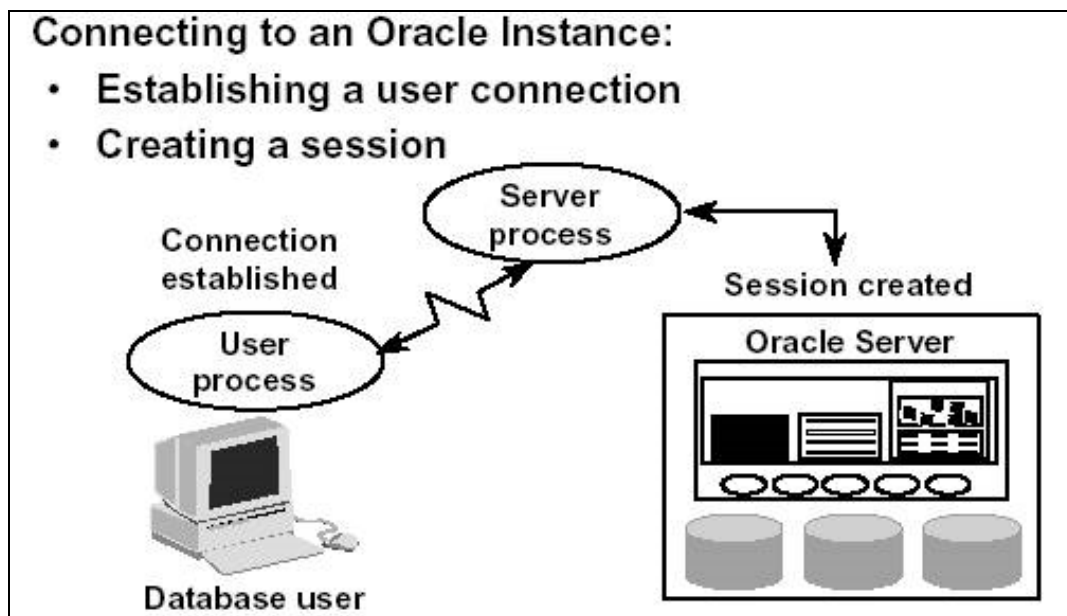 Connecting to an Oracle Instance:
• Establishing a user connection
• Creating a session
Server
process
Connection
established
Session created
User
process
Oracle Server
Database user